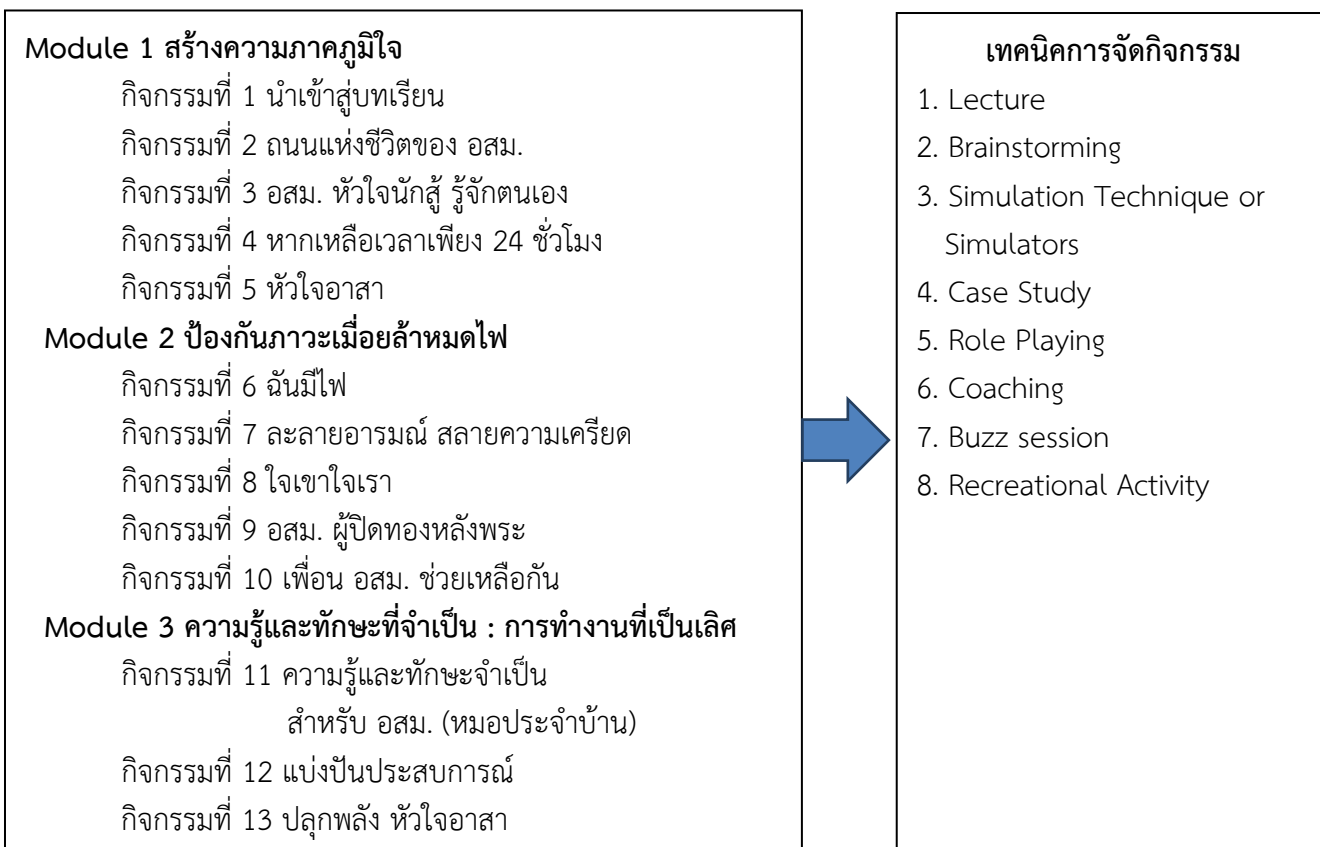 Module 1 สร้างความภาคภูมิใจ
กิจกรรมที่ 1 นำเข้าสู่บทเรียน
กิจกรรมที่ 2 ถนนแห่งชีวิตของ อสม.
กิจกรรมที่ 3 อสม. หัวใจนักสู้ รู้จักตนเอง
กิจกรรมที่ 4 หากเหลือเวลาเพียง 24 ชั่วโมง
กิจกรรมที่ 5 หัวใจอาสา
Module 2 ป้องกันภาวะเมื่อยล้าหมดไฟ
กิจกรรมที่ 6 ฉันมีไฟ
กิจกรรมที่ 7 ละลายอารมณ์ สลายความเครียด
กิจกรรมที่ 8 ใจเขาใจเรา
กิจกรรมที่ 9 อสม. ผู้ปิดทองหลังพระ
กิจกรรมที่ 10 เพื่อน อสม. ช่วยเหลือกัน
Module 3 ความรู้และทักษะที่จำเป็น : การทำงานที่เป็นเลิศ
กิจกรรมที่ 11 ความรู้และทักษะจำเป็น
สำหรับ อสม. (หมอประจำบ้าน)
กิจกรรมที่ 12 แบ่งปันประสบการณ์
กิจกรรมที่ 13 ปลุกพลัง หัวใจอาสา
เทคนิคการจัดกิจกรรม
1. Lecture
2. Brainstorming
3. Simulation Technique or
Simulators
4. Case Study
5. Role Playing
6. Coaching
7. Buzz session
8. Recreational Activity